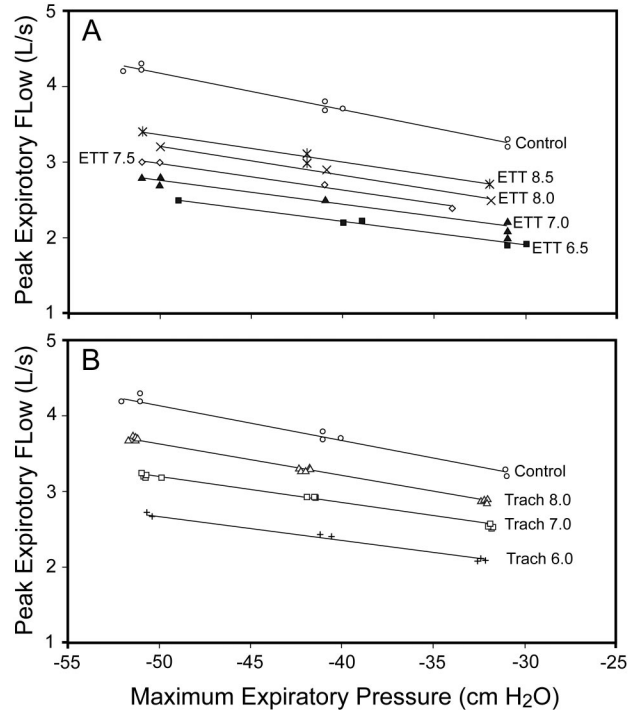 A
5
4
3
2
1
Peak Expirotory FLow (L/s)
Control
ETT 8.5
ETT 7.5
ETT 8.0
ETT 7.0
ETT 6.5
B
5
4
3
2
1
Peak Expirotory FLow (L/s)
Control
Trach 8.0
Trach 7.0
Trach 6.0
-55 -50 -45 -40 -35 -30 -25
Maximum Expiratory Pressure (cm H₂O)